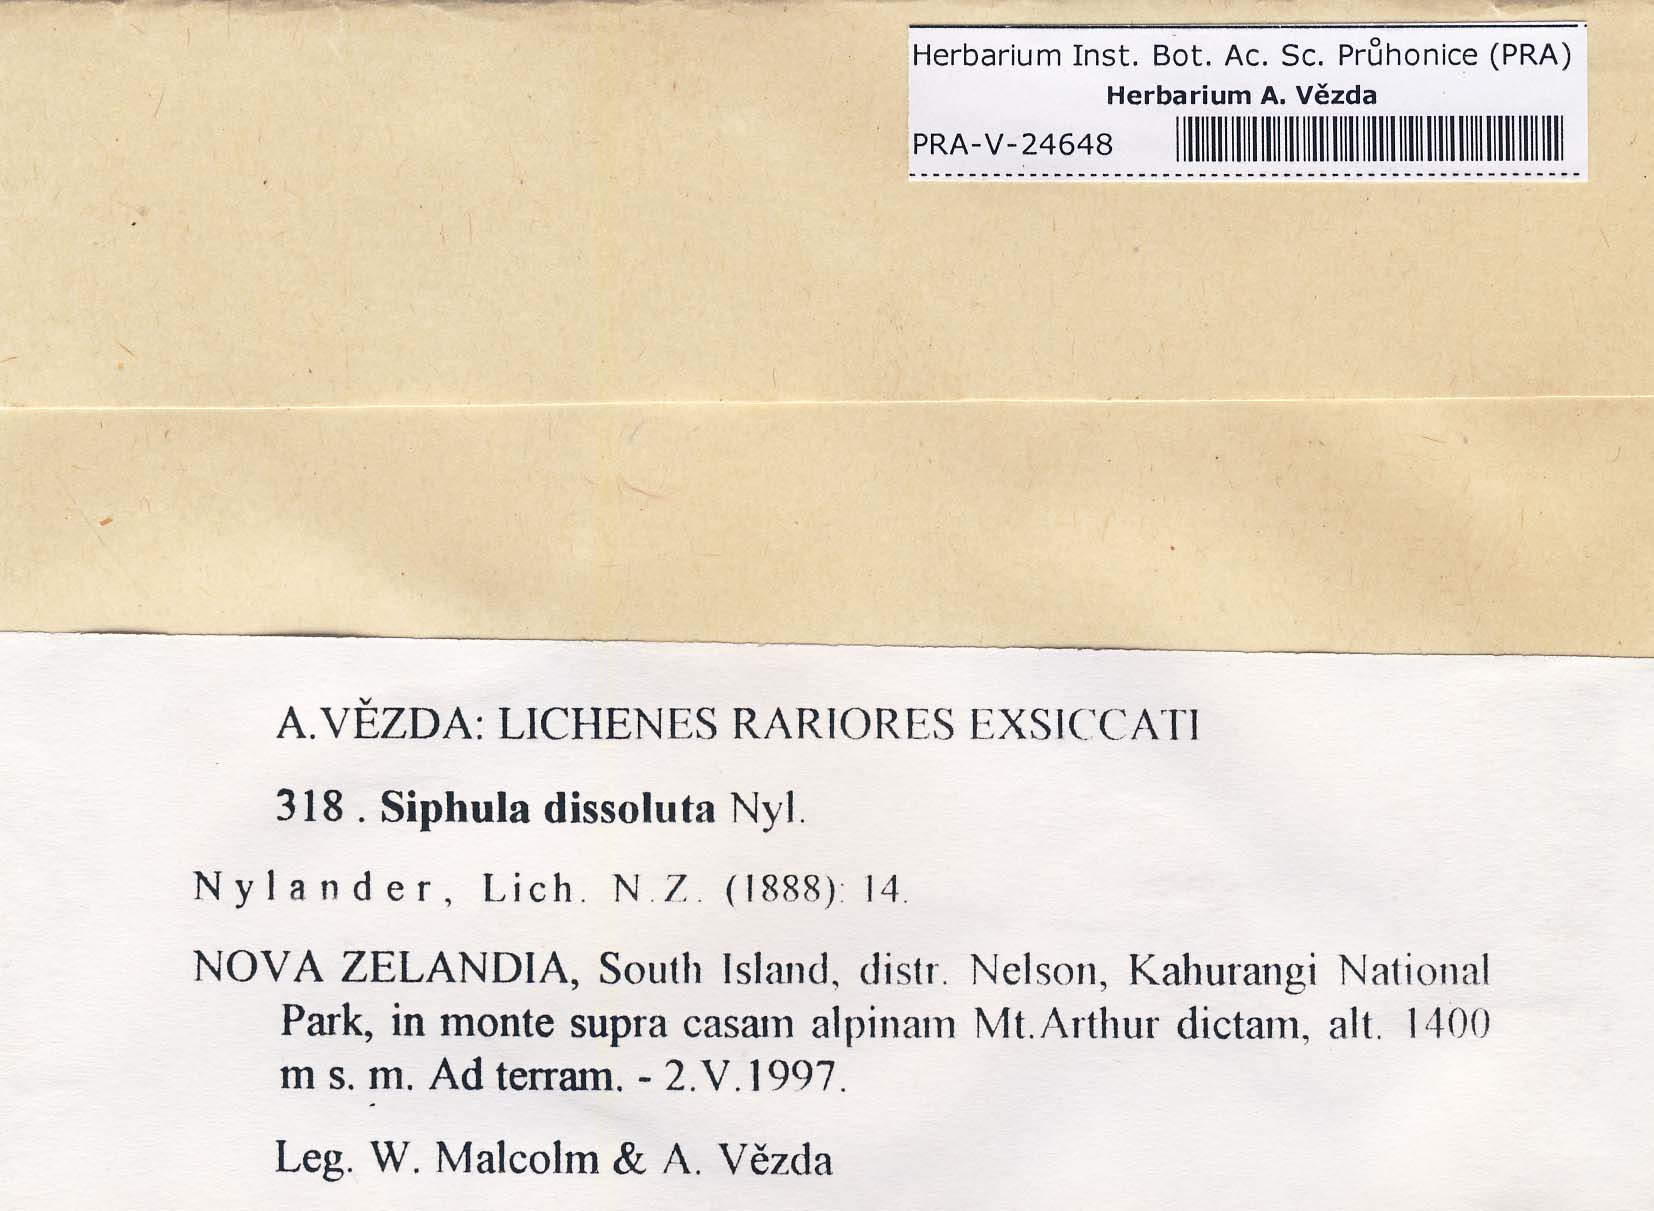 Herbarium Inst. Bot. Ac. Sc. Průhonice (PRA)
Herbarium A. Vězda
PRA-V-24648
A.VĚZDA: LICHENES RARIORES EXSICCATI
318 . Siphula dissoluta Nyl.
Nylander, Lich. N.Z. (1888): 14.
NOVA ZELANDIA, South Island, distr. Nelson, Kahurangi National
Park, in monte supra casam alpinam Mt.Arthur dictam, alt. 1400
m s. m. Ad terram. - 2.V.1997.
Leg. W. Malcolm & A. Vězda